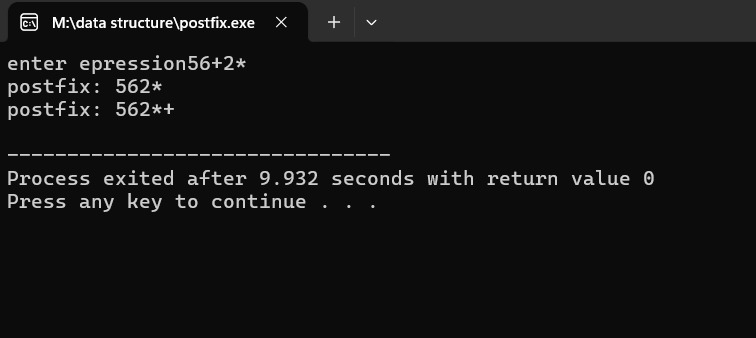 M:\data structure\postfix.exe
enter epression56+2*
postfix: 562*
postfix: 562*+
--------------------------------
Process exited after 9.932 seconds with return value 0
Press any key to continue . . .